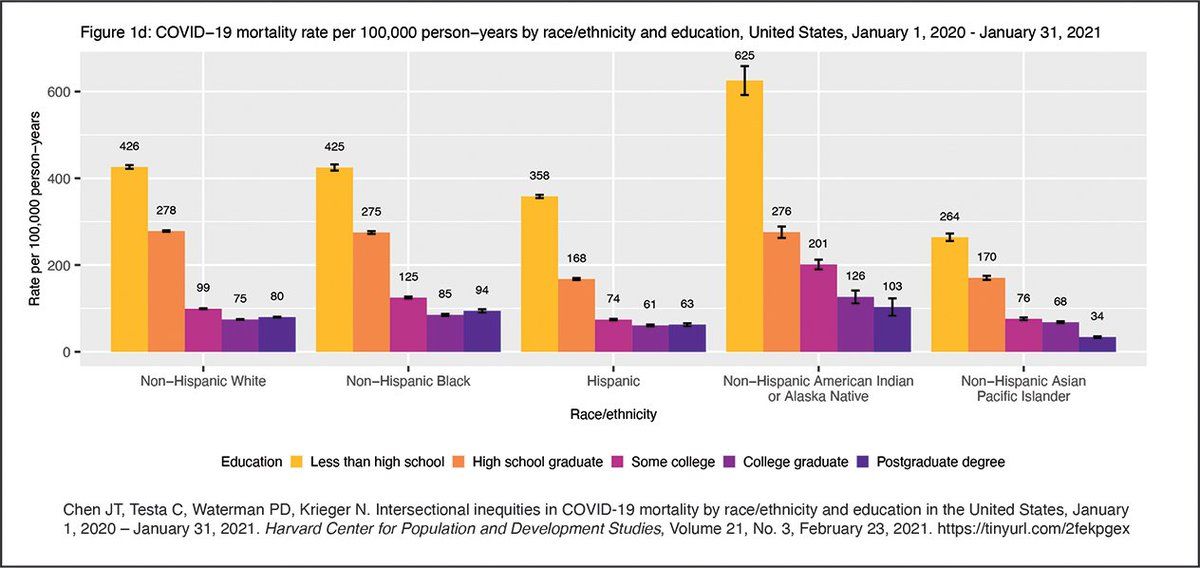 Figure 1d: COVID−19 mortality rate per 100,000 person−years by race/ethnicity and education, United States, January 1, 2020 - January 31, 2021
Rate per 100,000 person−years
600
400
200
0
426
278
99
75
80
425
275
125
85
94
358
168
74
61
63
625
276
201
126
103
264
170
76
68
34
Non−Hispanic White
Non−Hispanic Black
Hispanic
Non−Hispanic American Indian
or Alaska Native
Non−Hispanic Asian
Pacific Islander
Race/ethnicity
Education Less than high school High school graduate Some college College graduate Postgraduate degree
Chen JT, Testa C, Waterman PD, Krieger N. Intersectional inequities in COVID-19 mortality by race/ethnicity and education in the United States, January
1, 2020 – January 31, 2021. Harvard Center for Population and Development Studies, Volume 21, No. 3, February 23, 2021. https://tinyurl.com/2fekpgex